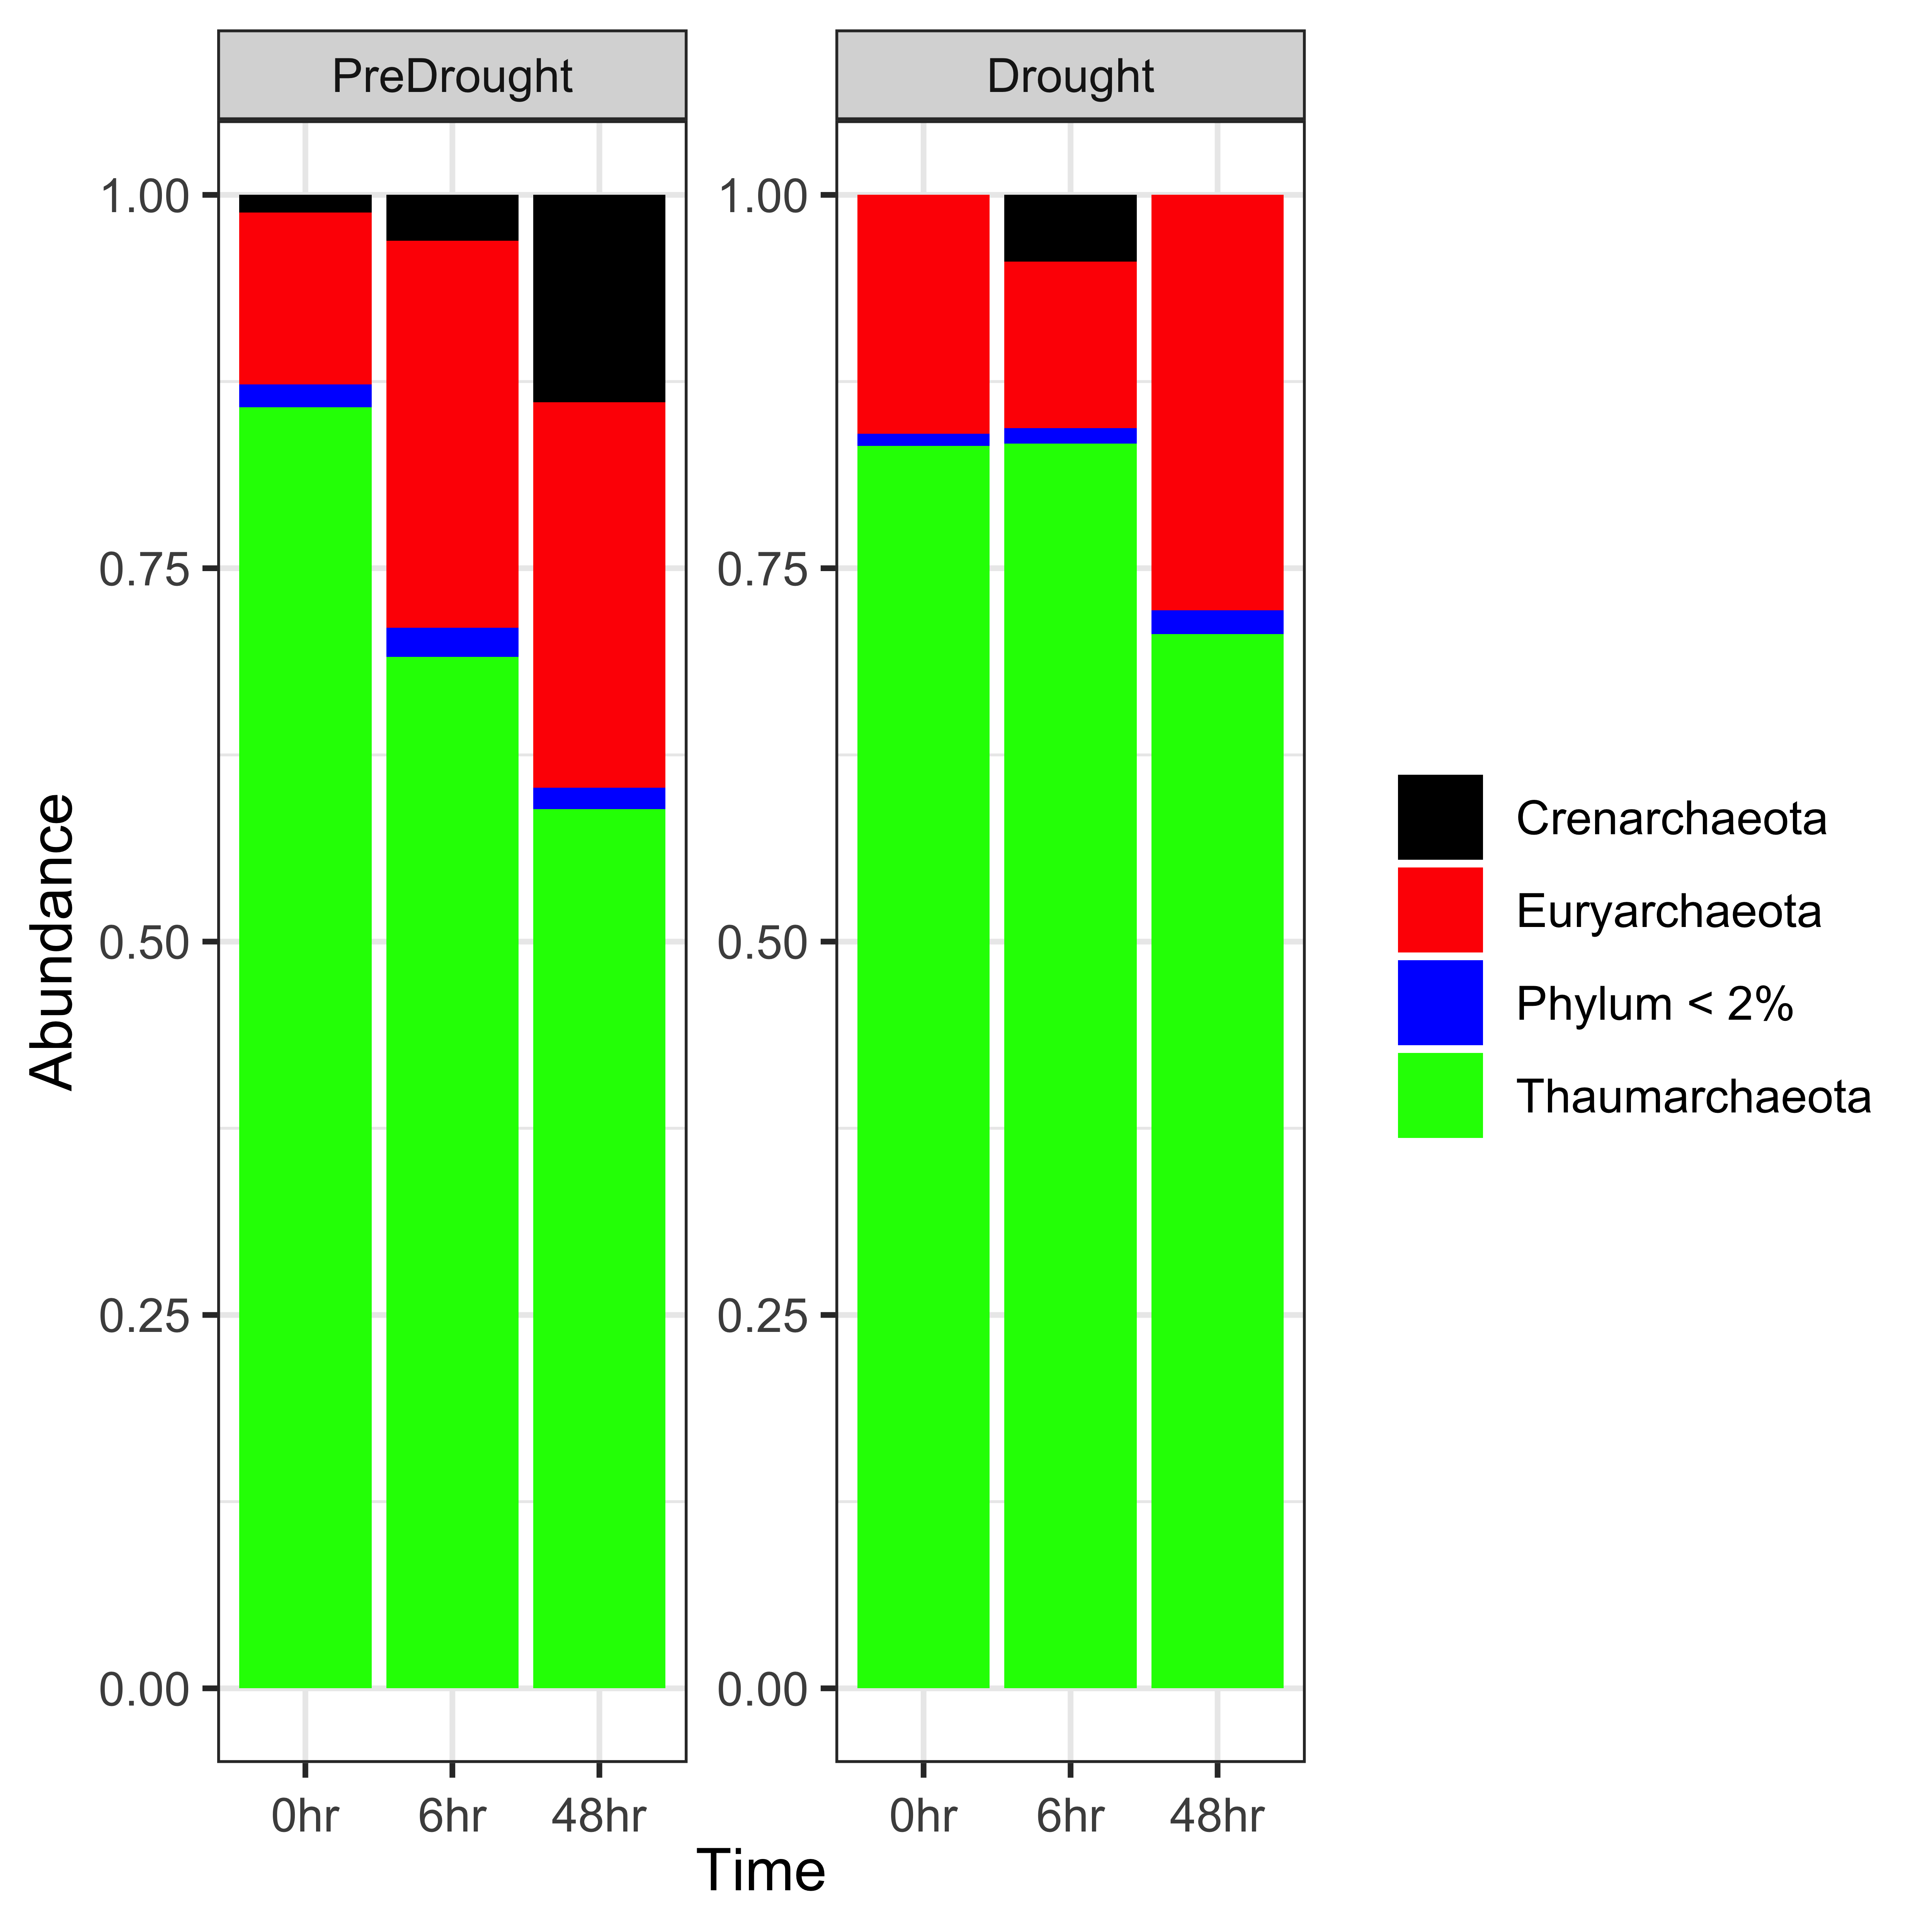 PreDrought
Drought
1.00
0.75
0.50
0.25
0.00
1.00
0.75
0.50
0.25
0.00
Abundance
0hr 6hr 48hr
0hr 6hr 48hr
Time
Crenarchaeota
Euryarchaeota
Phylum < 2%
Thaumarchaeota